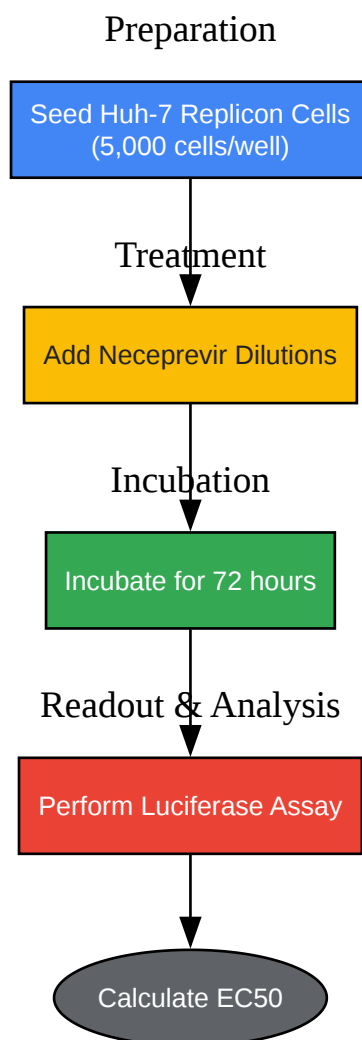 Preparation
Seed Huh-7 Replicon Cells
(5,000 cells/well)
Treatment
Add Neceprevir Dilutions
Incubation
Incubate for 72 hours
Readout & Analysis
Perform Luciferase Assay
Calculate EC50